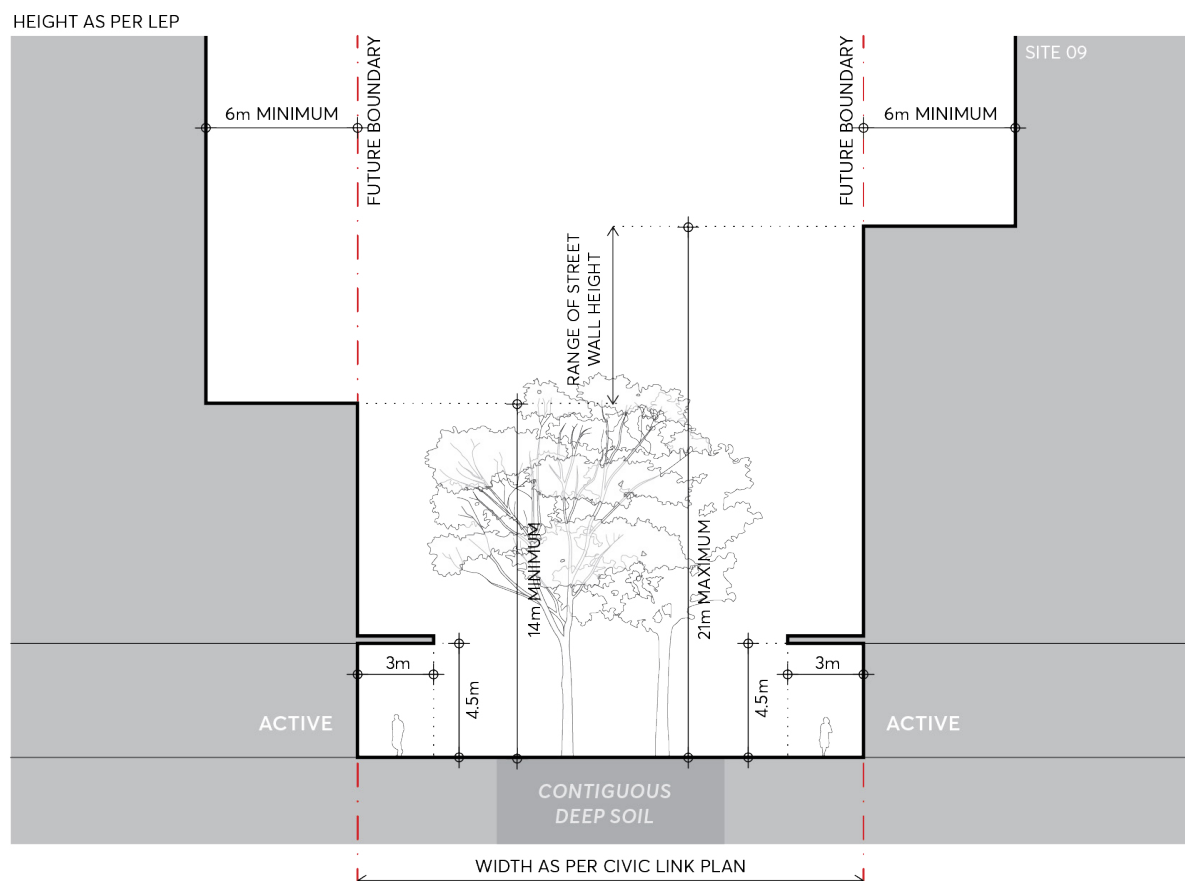 HEIGHT AS PER LEP
SITE 09
6m MINIMUM
FUTURE BOUNDARY
FUTURE BOUNDARY
6m MINIMUM
RANGE OF STREET
WALL HEIGHT
14m MINIMUM
21m MAXIMUM
3m
4.5m
4.5m
3m
ACTIVE
ACTIVE
CONTIGUOUS
DEEP SOIL
WIDTH AS PER CIVIC LINK PLAN